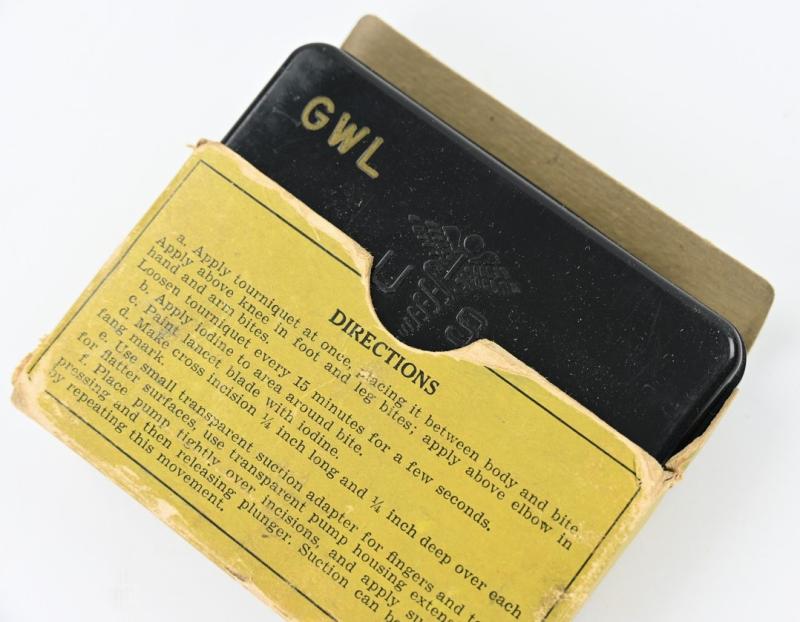 GWL
U S
DIRECTIONS
a. Apply tourniquet at once, placing it between body and bite.
Apply above knee in foot and leg bites; apply above elbow in
hand and arm bites.
Loosen tourniquet every 15 minutes for a few seconds.
b. Apply iodine to area around bite.
c. Paint lancet blade with iodine.
d. Make cross incision ¼ inch long and ¼ inch deep over each
fang mark.
e. Use small transparent suction adapter for fingers and
for flatter surfaces, use transparent pump housing
f. Place pump tightly over incisions, and apply
pressing and then releasing plunger. Suction can
by repeating this movement.